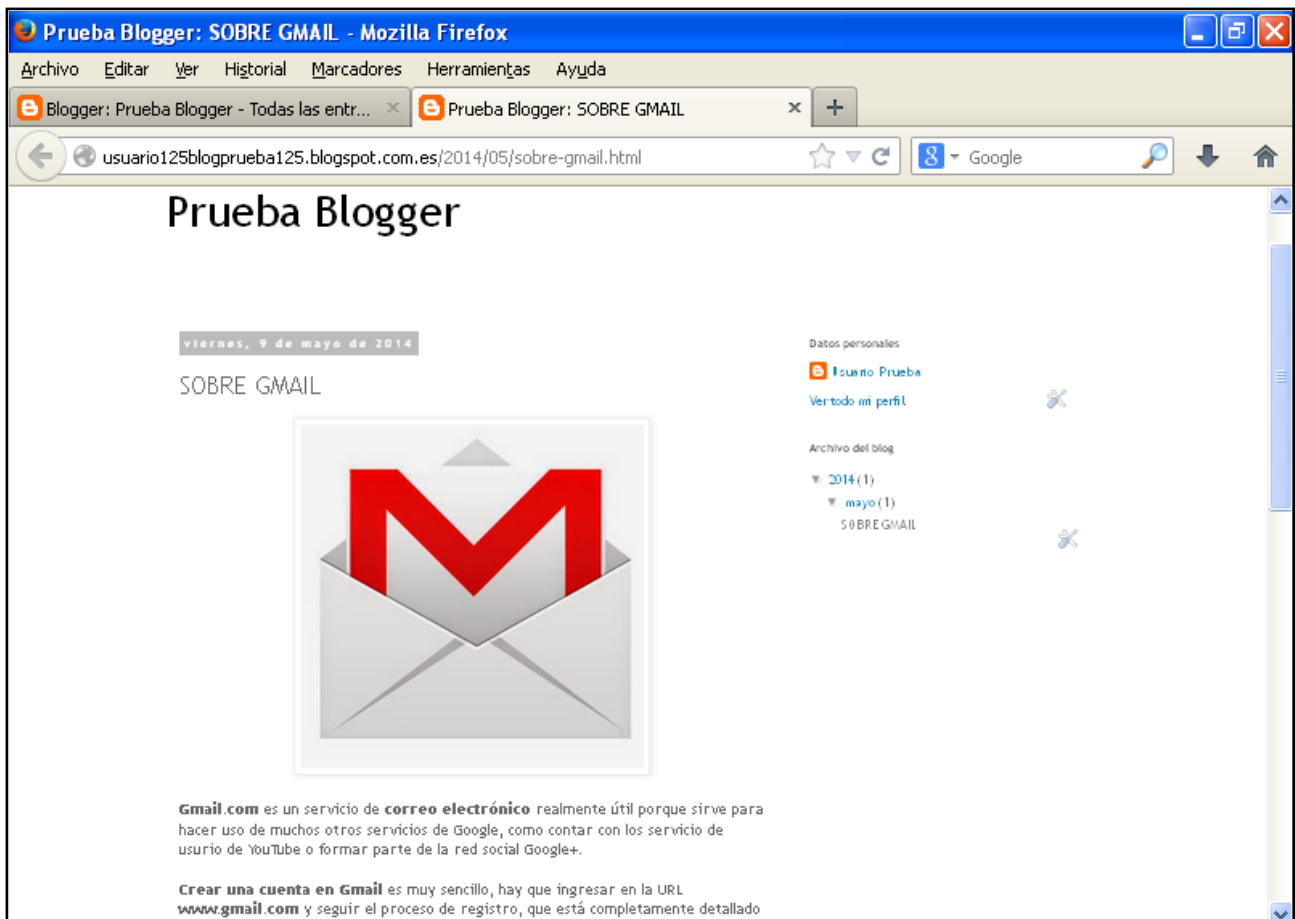 Prueba Blogger: SOBRE GMAIL - Mozilla Firefox
Archivo Editar Ver Historial Marcadores Herramientas Ayuda
Blogger: Prueba Blogger - Todas las entr... Prueba Blogger: SOBRE GMAIL
usuario125blogprueba125.blogspot.com.es/2014/05/sobre-gmail.html 8 Google
Prueba Blogger
viernes, 9 de mayo de 2014
SOBRE GMAIL
Gmail.com es un servicio de correo electrónico realmente útil porque sirve para
hacer uso de muchos otros servicios de Google, como contar con los servicio de
usurio de YouTube o formar parte de la red social Google+.
Crear una cuenta en Gmail es muy sencillo, hay que ingresar en la URL
www.gmail.com y seguir el proceso de registro, que está completamente detallado
Datos personales
Usuario Prueba
Ver todo mi perfil
Archivo del blog
▼ 2014 (1)
▼ mayo (1)
SOBRE GMAIL